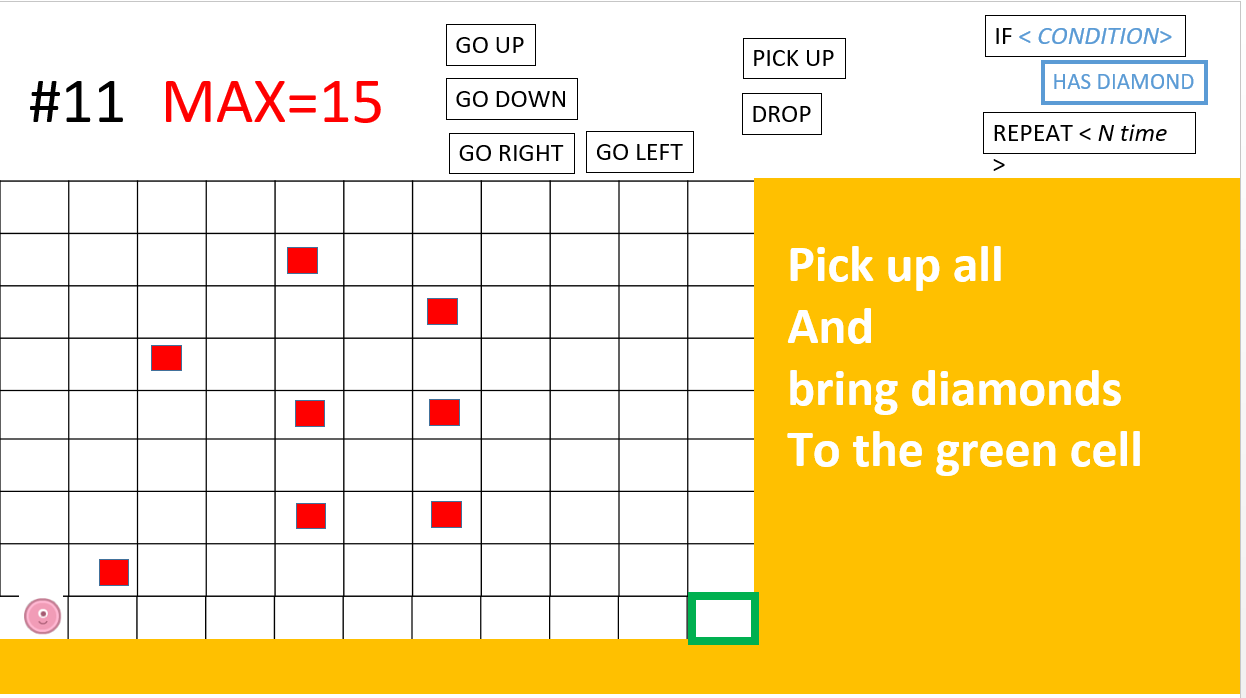 #11 MAX=15
GO UP
GO DOWN
GO RIGHT
GO LEFT
PICK UP
DROP
IF < CONDITION>
HAS DIAMOND
REPEAT < N time
>
Pick up all
And
bring diamonds
To the green cell